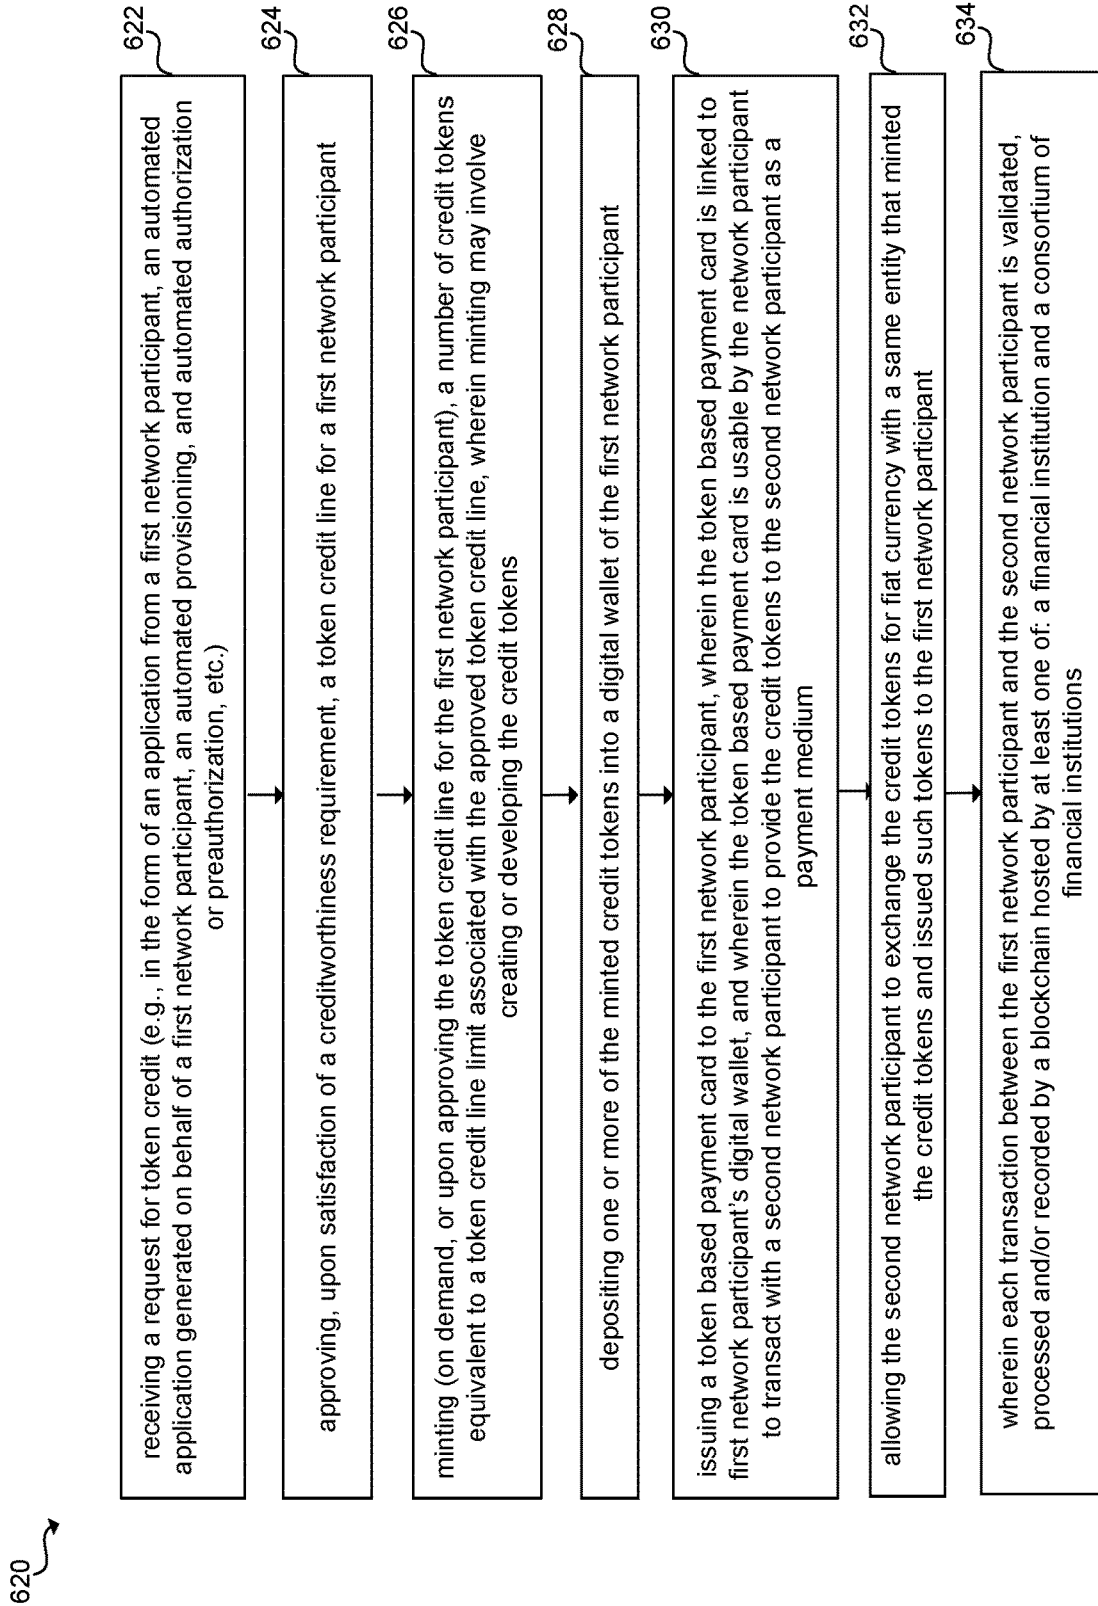 620
622
receiving a request for token credit (e.g., in the form of an application from a first network participant, an automated
application generated on behalf of a first network participant, an automated provisioning, and automated authorization
or preauthorization, etc.)
624
approving, upon satisfaction of a creditworthiness requirement, a token credit line for a first network participant
626
minting (on demand, or upon approving the token credit line for the first network participant), a number of credit tokens
equivalent to a token credit line limit associated with the approved token credit line, wherein minting may involve
creating or developing the credit tokens
628
depositing one or more of the minted credit tokens into a digital wallet of the first network participant
630
issuing a token based payment card to the first network participant, wherein the token based payment card is linked to
first network participant's digital wallet, and wherein the token based payment card is usable by the network participant
to transact with a second network participant to provide the credit tokens to the second network participant as a
payment medium
632
allowing the second network participant to exchange the credit tokens for fiat currency with a same entity that minted
the credit tokens and issued such tokens to the first network participant
634
wherein each transaction between the first network participant and the second network participant is validated,
processed and/or recorded by a blockchain hosted by at least one of: a financial institution and a consortium of
financial institutions